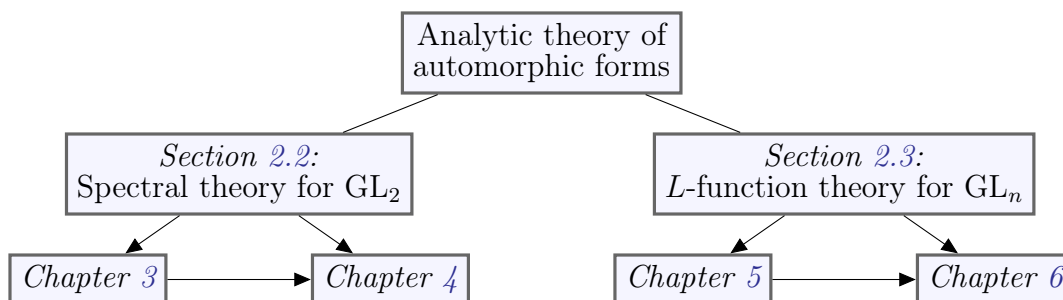 Analytic theory of
automorphic forms
Section 2.2:
Spectral theory for GL₂
Section 2.3:
L-function theory for GLₙ
Chapter 3
Chapter 4
Chapter 5
Chapter 6